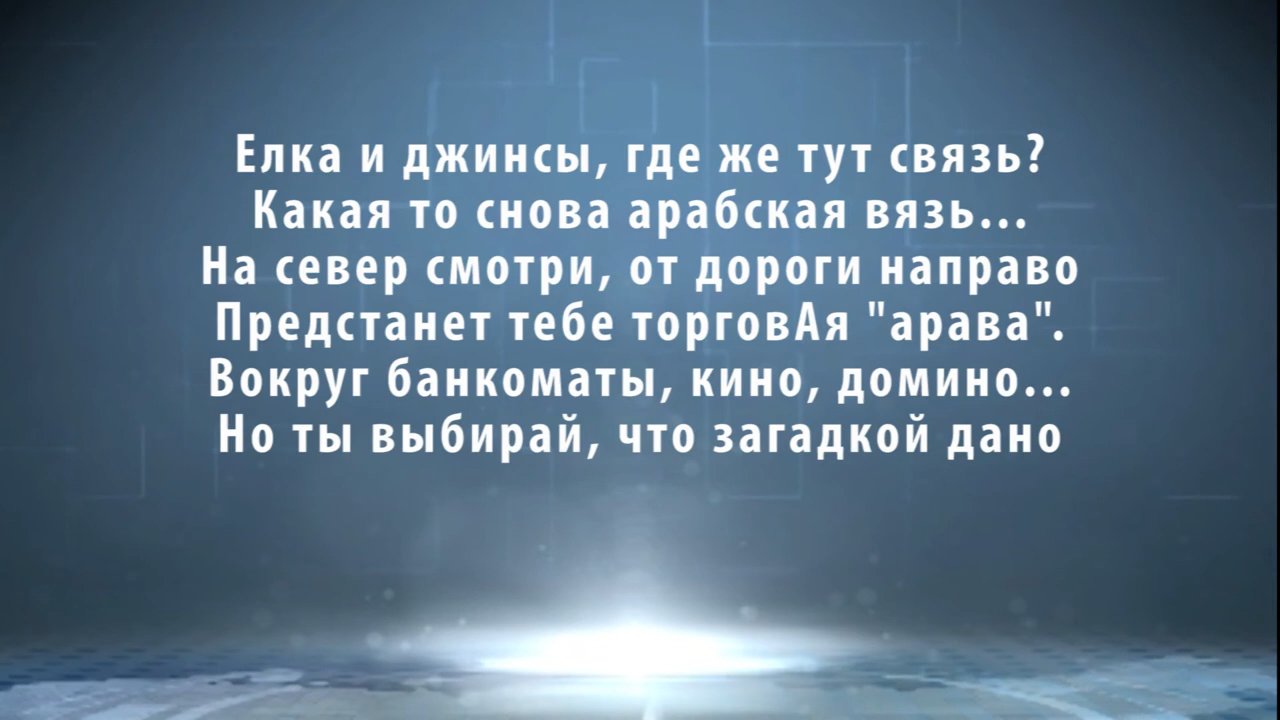 Елка и джинсы, где же тут связь?
Какая то снова арабская вязь...
На север смотри, от дороги направо
Предстанет тебе торговАя "арава".
Вокруг банкоматы, кино, домино...
Но ты выбирай, что загадкой дано